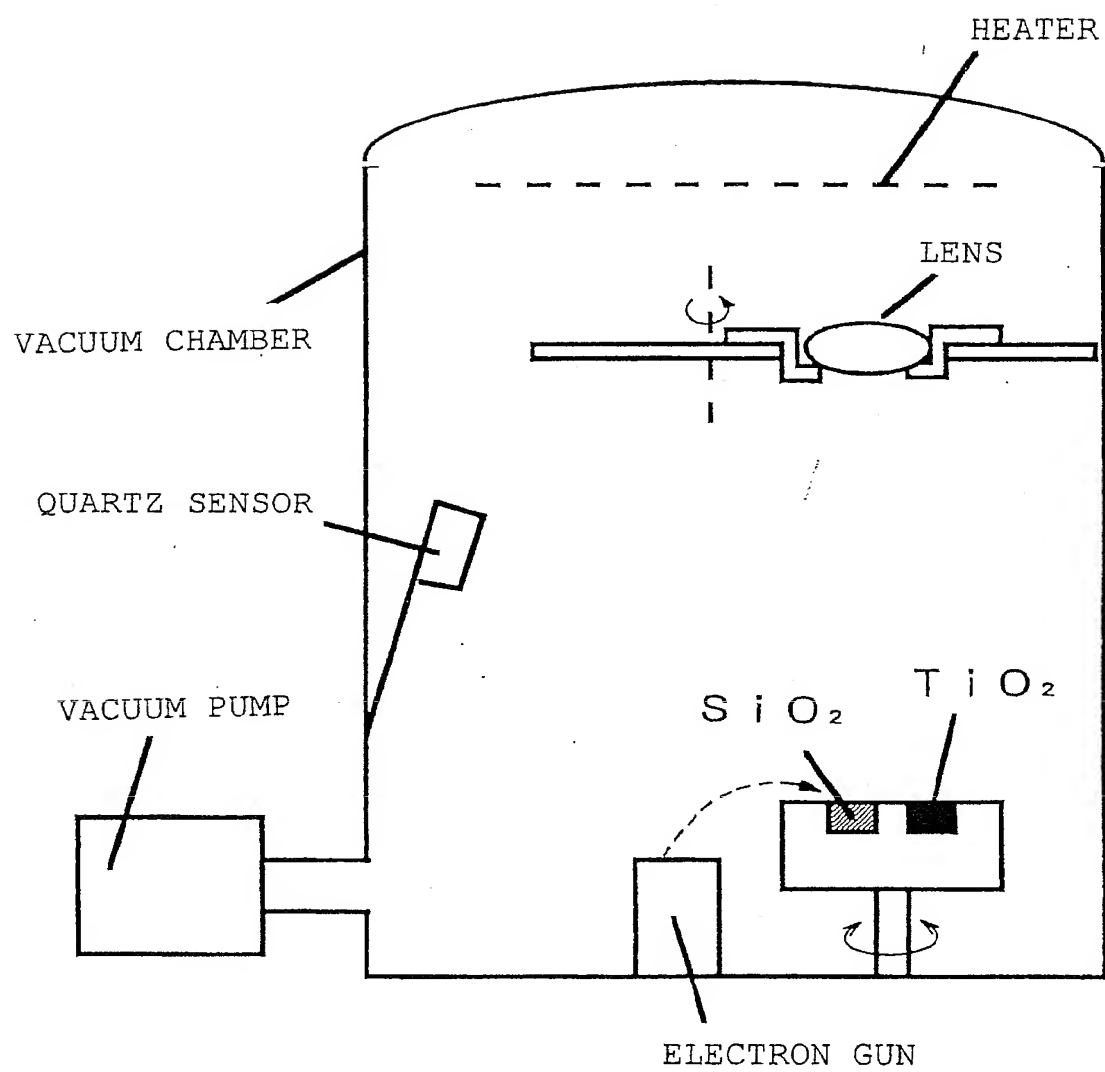 HEATER
LENS
VACUUM CHAMBER
QUARTZ SENSOR
VACUUM PUMP
SiO₂
TiO₂
ELECTRON GUN